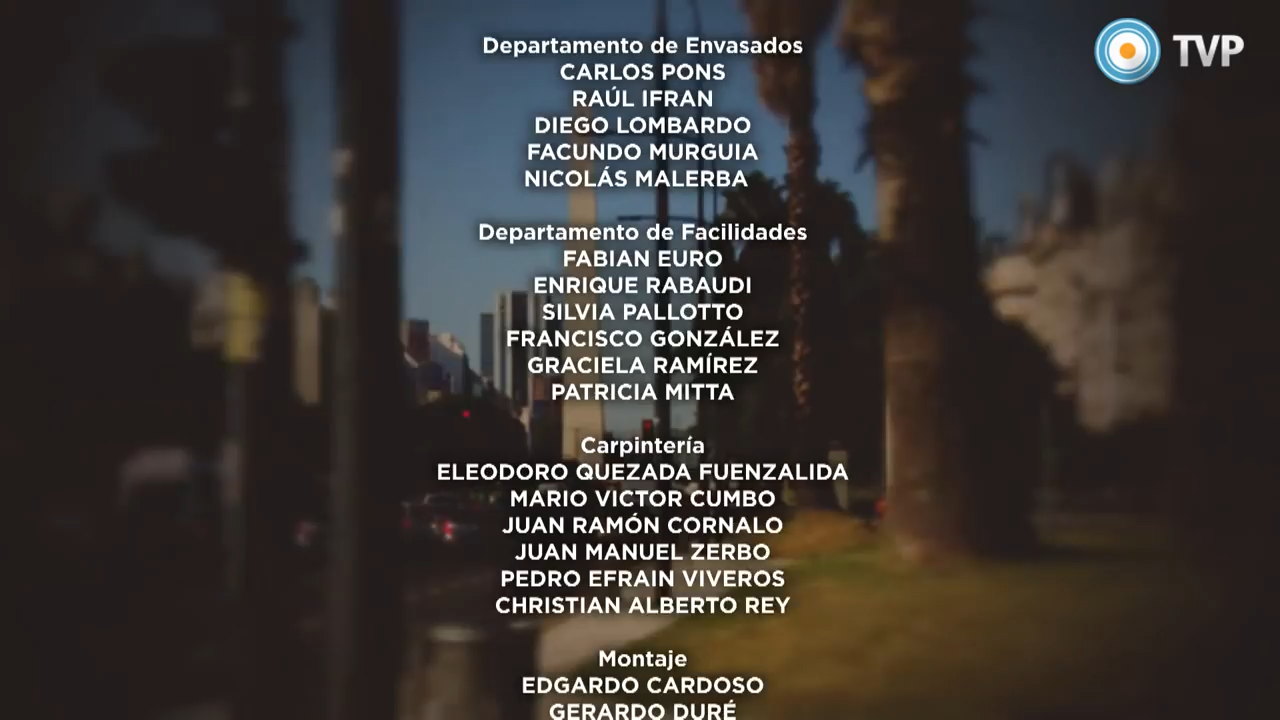 Departamento de Envasados
CARLOS PONS
RAÚL IFRAN
DIEGO LOMBARDO
FACUNDO MURGUIA
NICOLÁS MALERBA
Departamento de Facilidades
FABIAN EURO
ENRIQUE RABAUDI
SILVIA PALLOTTO
FRANCISCO GONZÁLEZ
GRACIELA RAMÍREZ
PATRICIA MITTA
Carpintería
ELEODORO QUEZADA FUENZALIDA
MARIO VICTOR CUMBO
JUAN RAMÓN CORNALO
JUAN MANUEL ZERBO
PEDRO EFRAIN VIVEROS
CHRISTIAN ALBERTO REY
Montaje
EDGARDO CARDOSO
GERARDO DURÉ
TVP